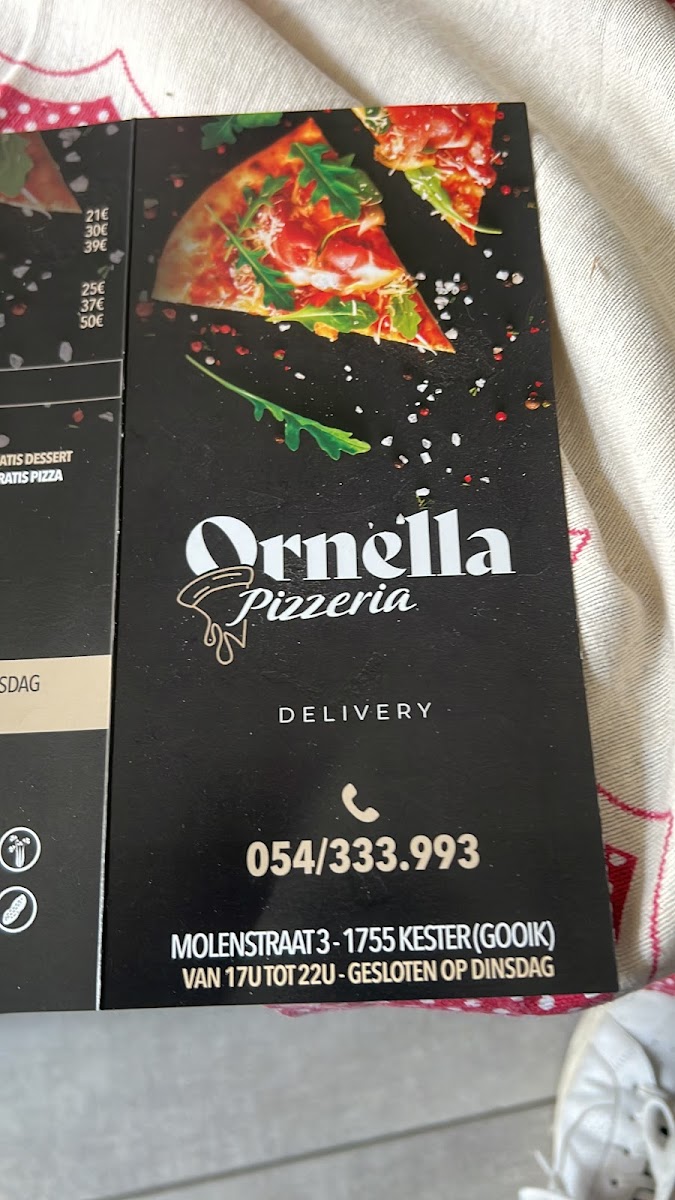 21€
30€
39€
25€
37€
50€
ATIS DESSERT
RATIS PIZZA
SDAG
Ornella
Pizzeria
DELIVERY
054/333.993
MOLENSTRAAT 3 - 1755 KESTER (GOOIK)
VAN 17U TOT 22U - GESLOTEN OP DINSDAG